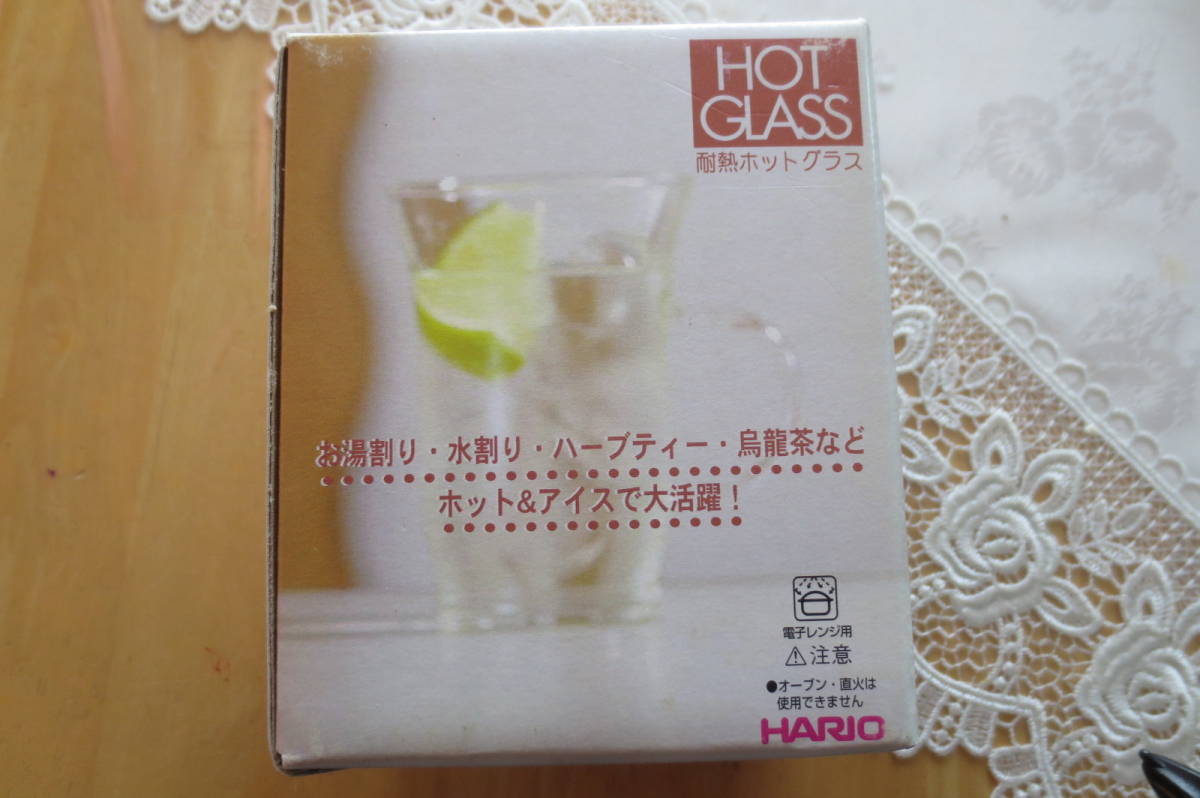 HOT
GLASS
耐熱ホットグラス
お湯割り・水割り・ハーブティー・烏龍茶など
ホット&アイスで大活躍！
電子レンジ用
⚠注意
●オーブン・直火は
使用できません
HARIO